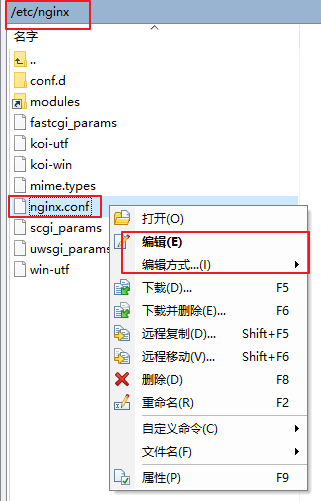 /etc/nginx
名字
..
conf.d
modules
fastcgi_params
koi-utf
koi-win
mime.types
nginx.conf
scgi_params
uwsgi_params
win-utf
打开(O)
编辑(E)
编辑方式...(I)
下载(D)... F5
下载并删除(E)... F6
远程复制(D)... Shift+F5
远程移动(V)... Shift+F6
删除(D) F8
重命名(R) F2
自定义命令(C)
文件名(F)
属性(P) F9